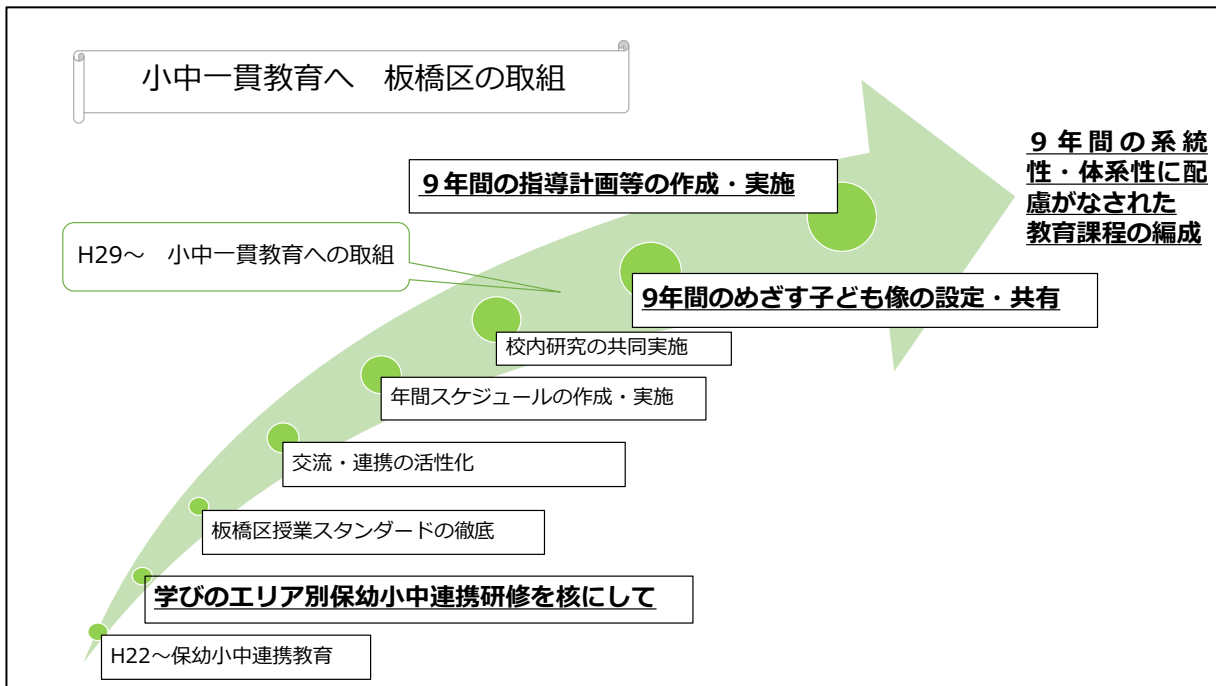 小中一貫教育へ　板橋区の取組
９年間の系統
性・体系性に配
慮がなされた
教育課程の編成
９年間の指導計画等の作成・実施
H29～　小中一貫教育への取組
9年間のめざす子ども像の設定・共有
校内研究の共同実施
年間スケジュールの作成・実施
交流・連携の活性化
板橋区授業スタンダードの徹底
学びのエリア別保幼小中連携研修を核にして
H22～保幼小中連携教育